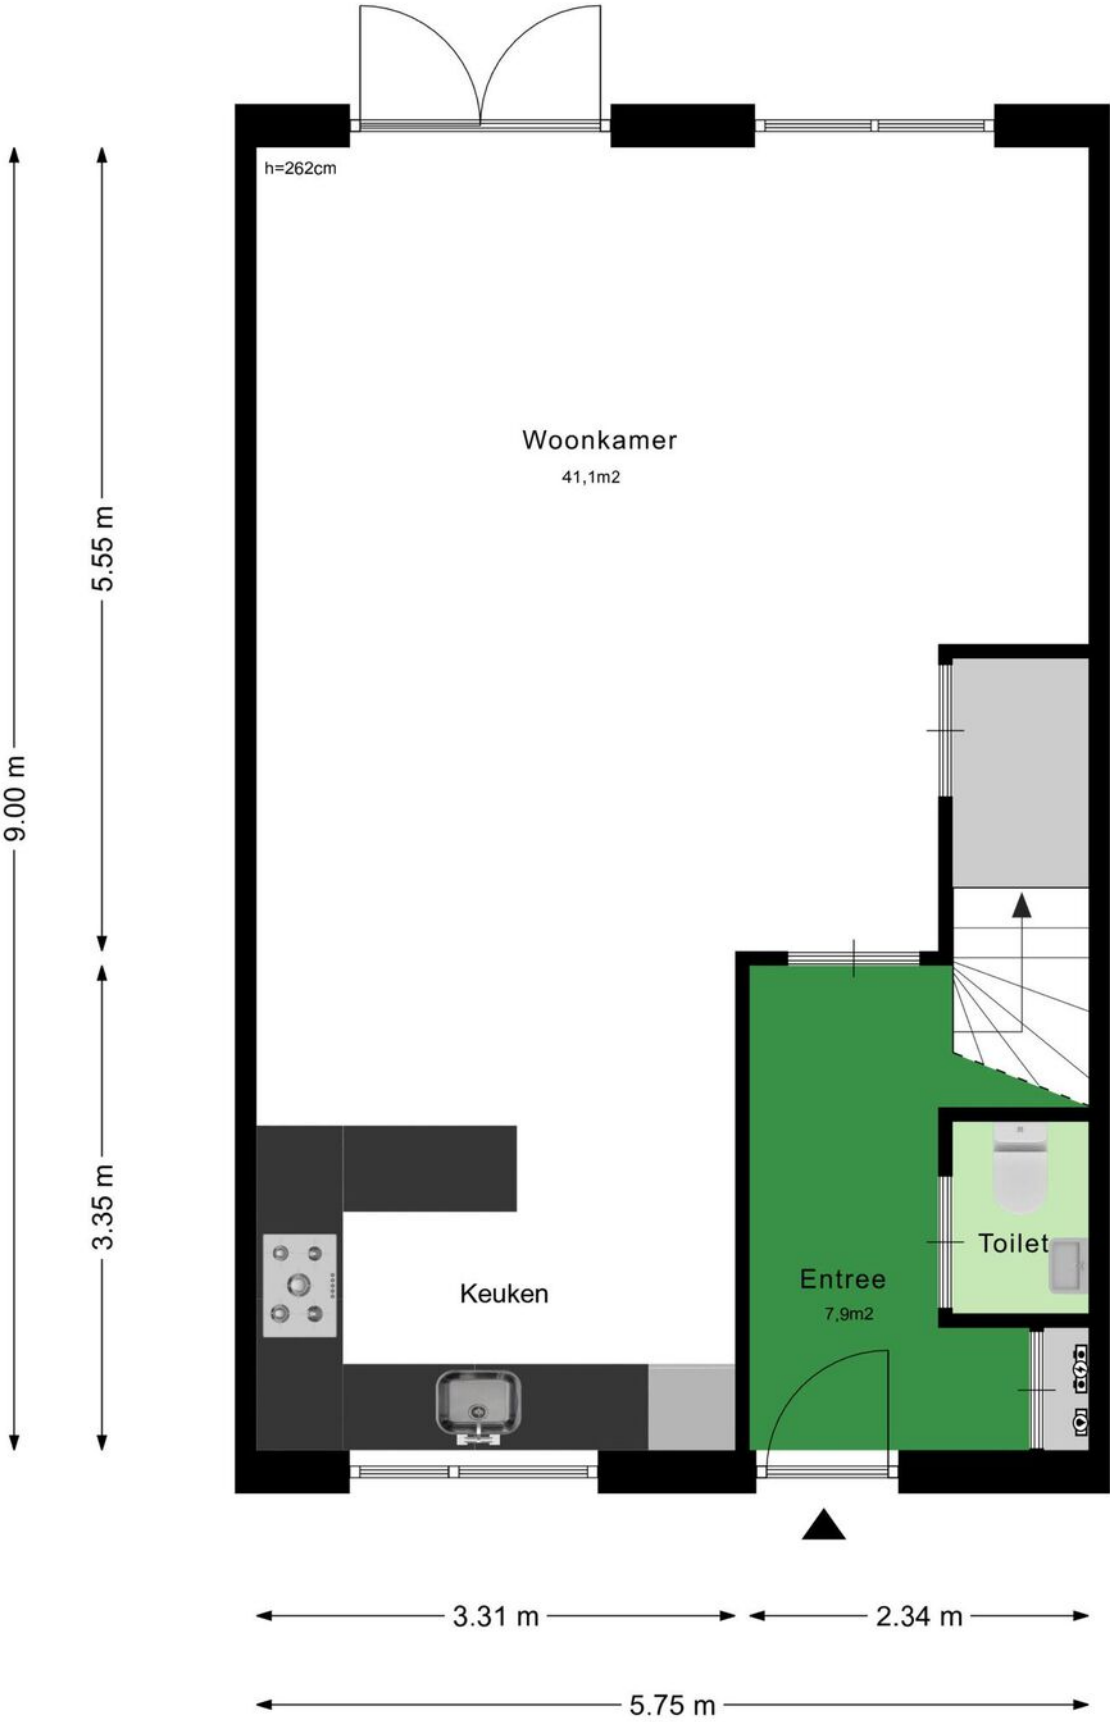 h=262cm
Woonkamer
41,1m2
5.55 m
9.00 m
3.35 m
Toilet
Entree
7,9m2
Keuken
3.31 m
2.34 m
5.75 m